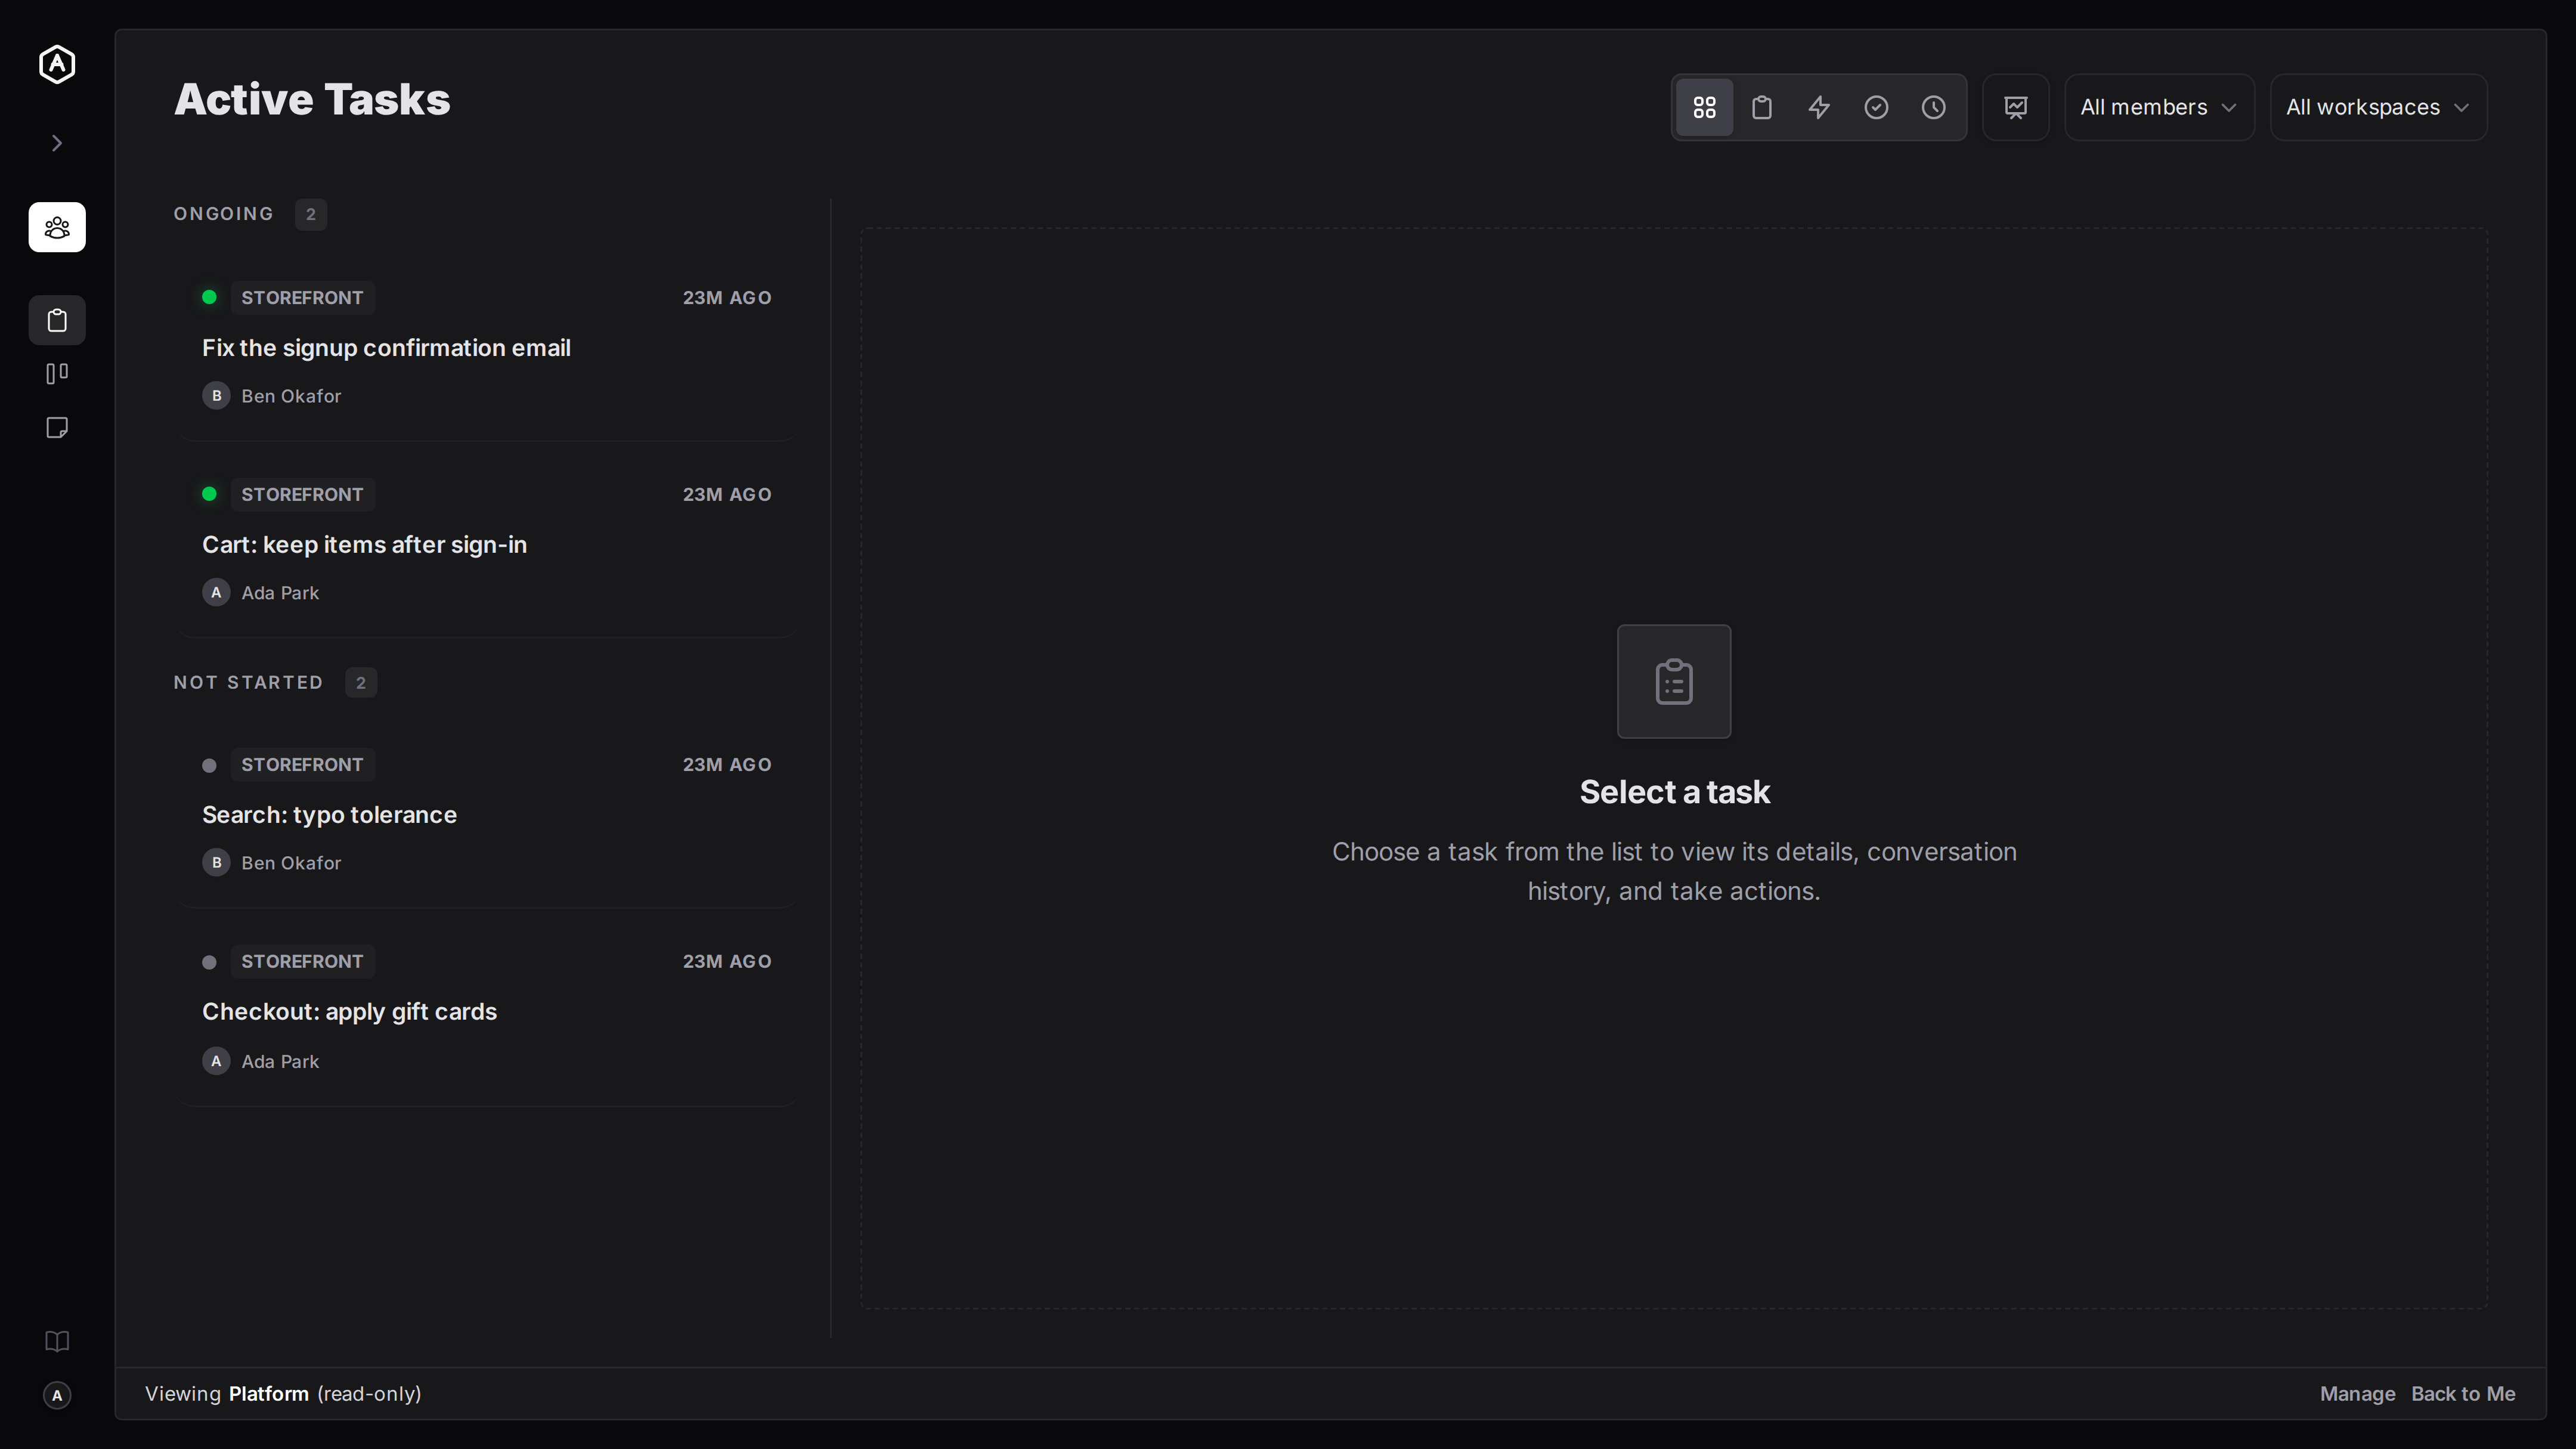 A
Active Tasks
All members
All workspaces
ONGOING 2
STOREFRONT 23M AGO
Fix the signup confirmation email
B Ben Okafor
STOREFRONT 23M AGO
Cart: keep items after sign-in
A Ada Park
NOT STARTED 2
STOREFRONT 23M AGO
Search: typo tolerance
B Ben Okafor
STOREFRONT 23M AGO
Checkout: apply gift cards
A Ada Park
Select a task
Choose a task from the list to view its details, conversation
history, and take actions.
A
Viewing Platform (read-only)
Manage Back to Me